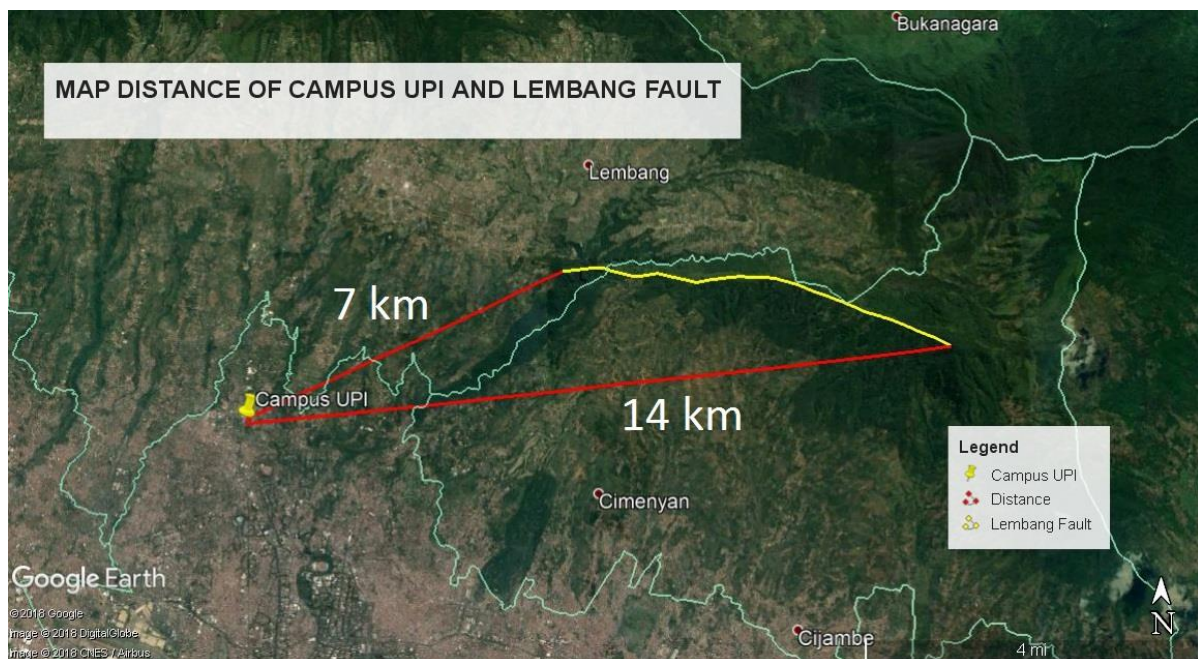 Bukanagara
MAP DISTANCE OF CAMPUS UPI AND LEMBANG FAULT
Lembang
7 km
Campus UPI
14 km
Legend
Campus UPI
Distance
Lembang Fault
Cimenyan
Google Earth
© 2018 Google
Image © 2018 DigitalGlobe
Image © 2018 CNES / Airbus
Cijambe
4 mi
N